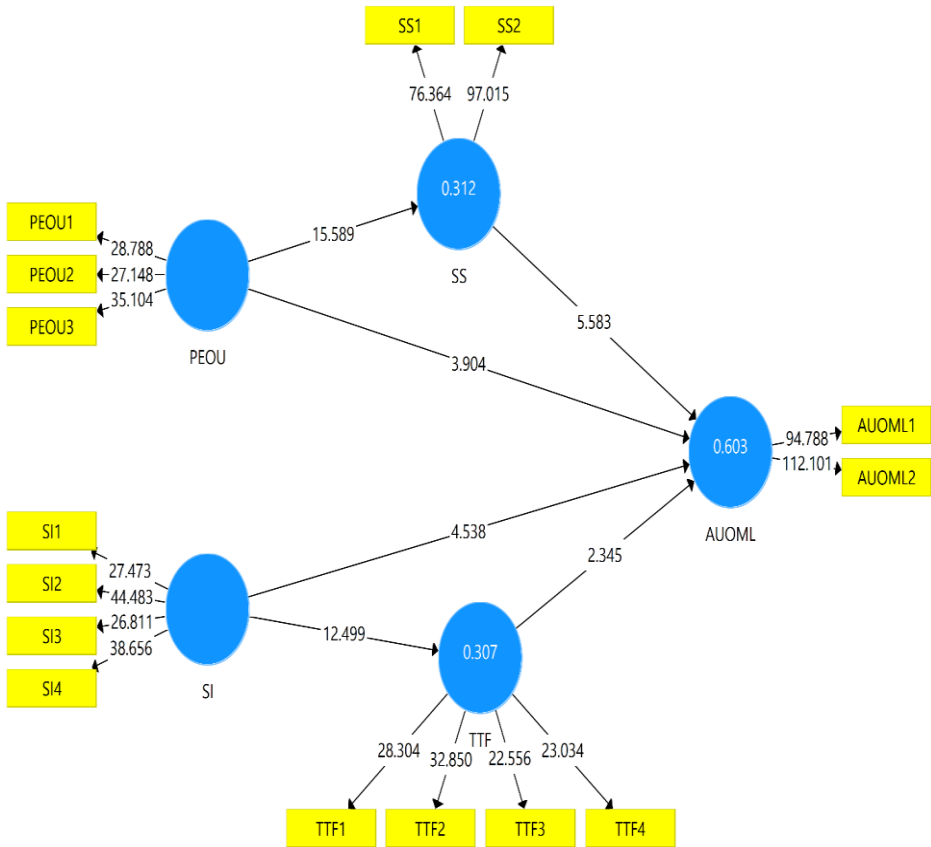 SS1 SS2
76.364 97.015
0.312
SS
PEOU1
PEOU2
PEOU3
28.788
27.148
35.104
PEOU
15.589
3.904
5.583
0.603
AUOML
94.788
112.101
AUOML1
AUOML2
SI1
SI2
SI3
SI4
27.473
44.483
26.811
38.656
SI
4.538
12.499
2.345
0.307
TTF
28.304 32.850 22.556 23.034
TTF1 TTF2 TTF3 TTF4